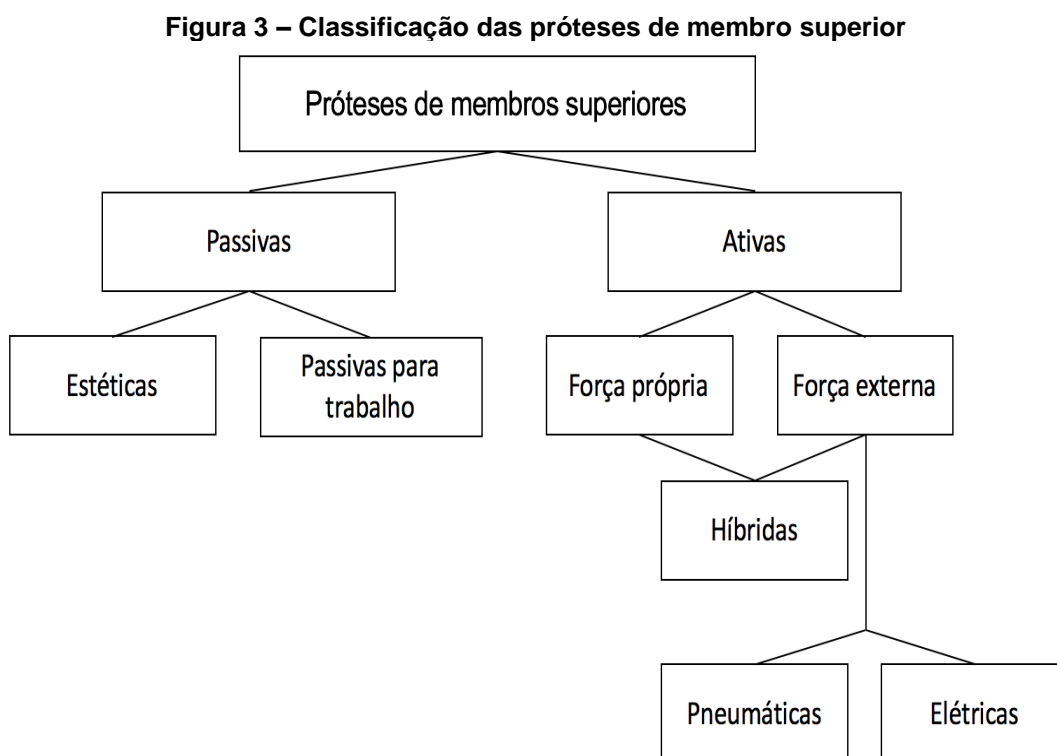 Figura 3 – Classificação das próteses de membro superior
Próteses de membros superiores
Passivas
Ativas
Estéticas
Passivas para
trabalho
Força própria
Força externa
Híbridas
Pneumáticas
Elétricas